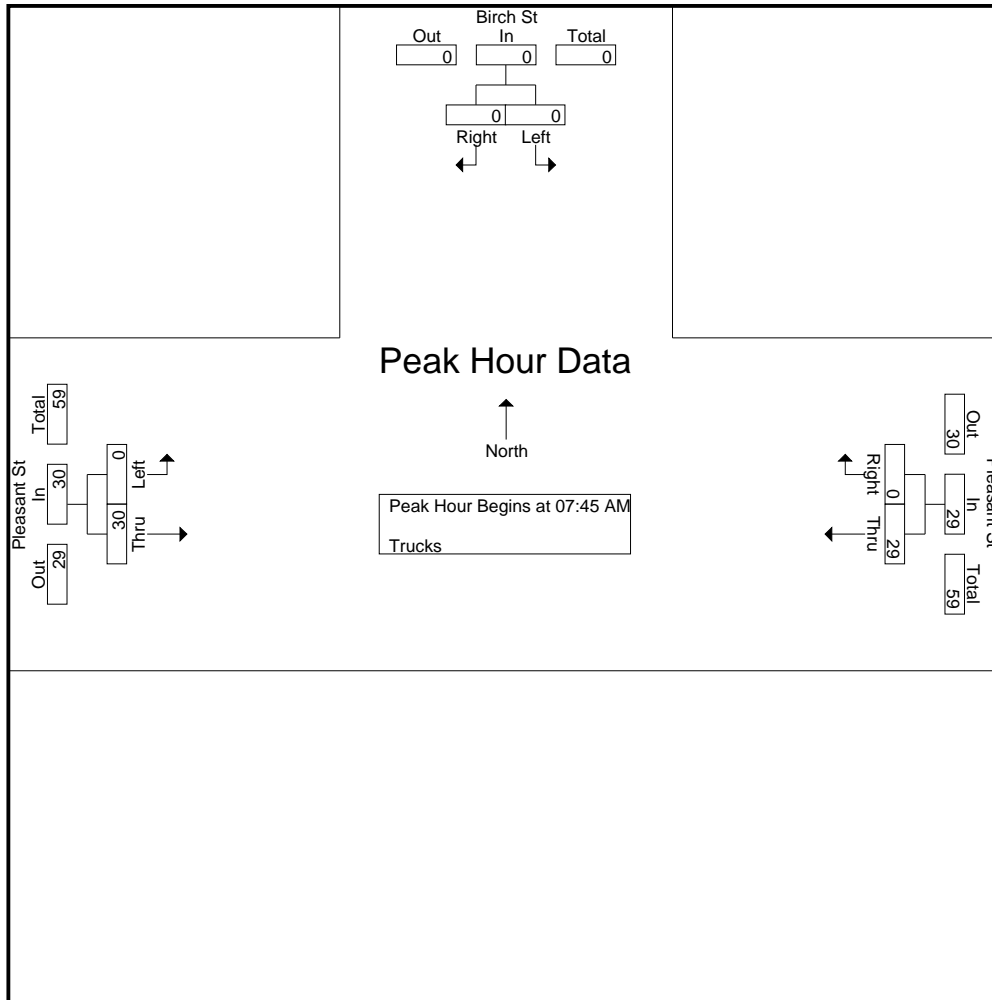 Birch St
Out In Total
0 0 0
0 0
Right Left
Peak Hour Data
North
Peak Hour Begins at 07:45 AM
Trucks
Pleasant St
Total In Out
59 30 29
0 30
Left Thru
Pleasant St
Out In Total
30 29 59
0 29
Right Thru